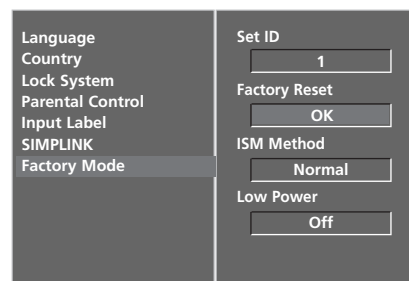 Language
Country
Lock System
Parental Control
Input Label
SIMPLINK
Factory Mode
Set ID
1
Factory Reset
OK
ISM Method
Normal
Low Power
Off